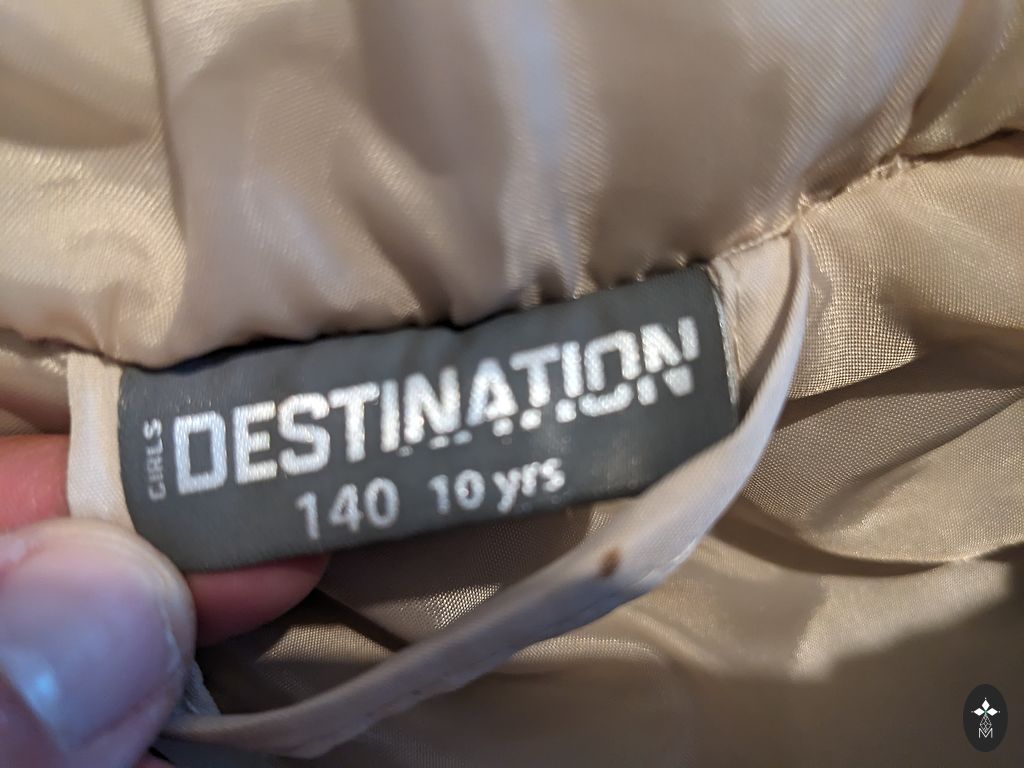 GIRLS
DESTINATION
140 10 yrs
M